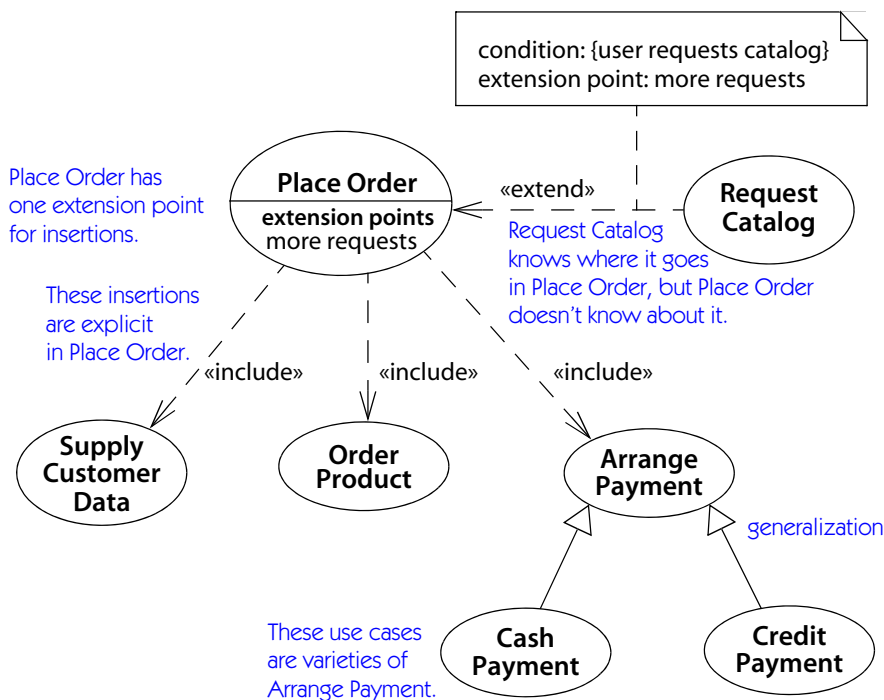 condition: {user requests catalog}
extension point: more requests
Place Order has
one extension point
for insertions.
Place Order
extension points
more requests
«extend»
Request
Catalog
Request Catalog
knows where it goes
in Place Order, but Place Order
doesn't know about it.
These insertions
are explicit
in Place Order.
«include»
«include»
«include»
Supply
Customer
Data
Order
Product
Arrange
Payment
generalization
These use cases
are varieties of
Arrange Payment.
Cash
Payment
Credit
Payment